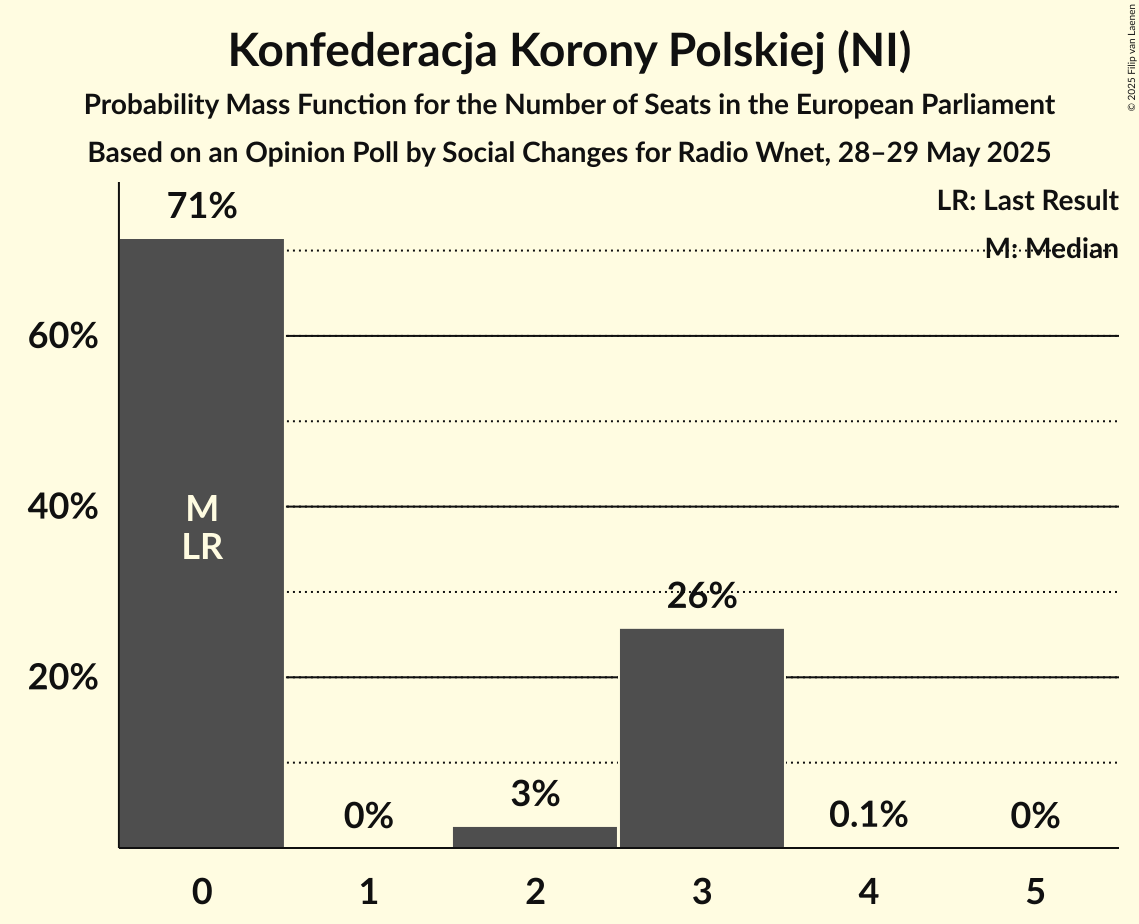 Konfederacja Korony Polskiej (NI)
Probability Mass Function for the Number of Seats in the European Parliament
Based on an Opinion Poll by Social Changes for Radio Wnet, 28–29 May 2025
© 2025 Filip van Laenen
LR: Last Result
M: Median
71%
60%
40%
20%
M
LR
0%
3%
26%
0.1%
0%
0
1
2
3
4
5